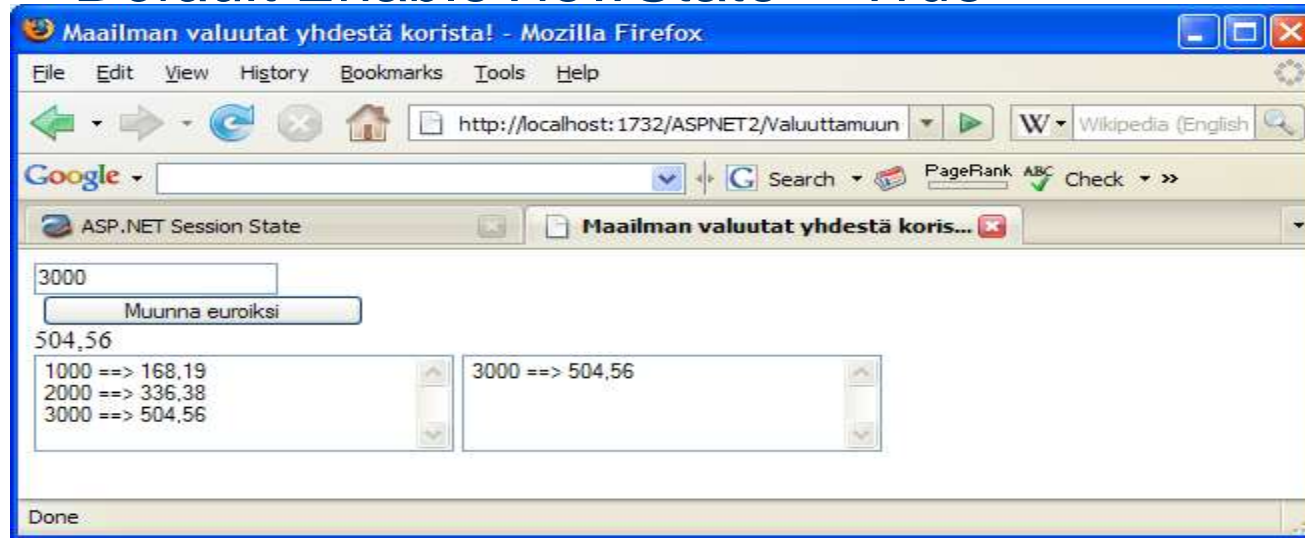 Maailman valuutat yhdestä korista! - Mozilla Firefox
File Edit View History Bookmarks Tools Help
http://localhost:1732/ASPNET2/Valuuttamuun W Wikipedia (English
Google G Search PageRank ABC Check »
ASP.NET Session State Maailman valuutat yhdestä koris...
3000
Muunna euroiksi
504,56
1000 ==> 168,19
2000 ==> 336,38
3000 ==> 504,56
3000 ==> 504,56
Done